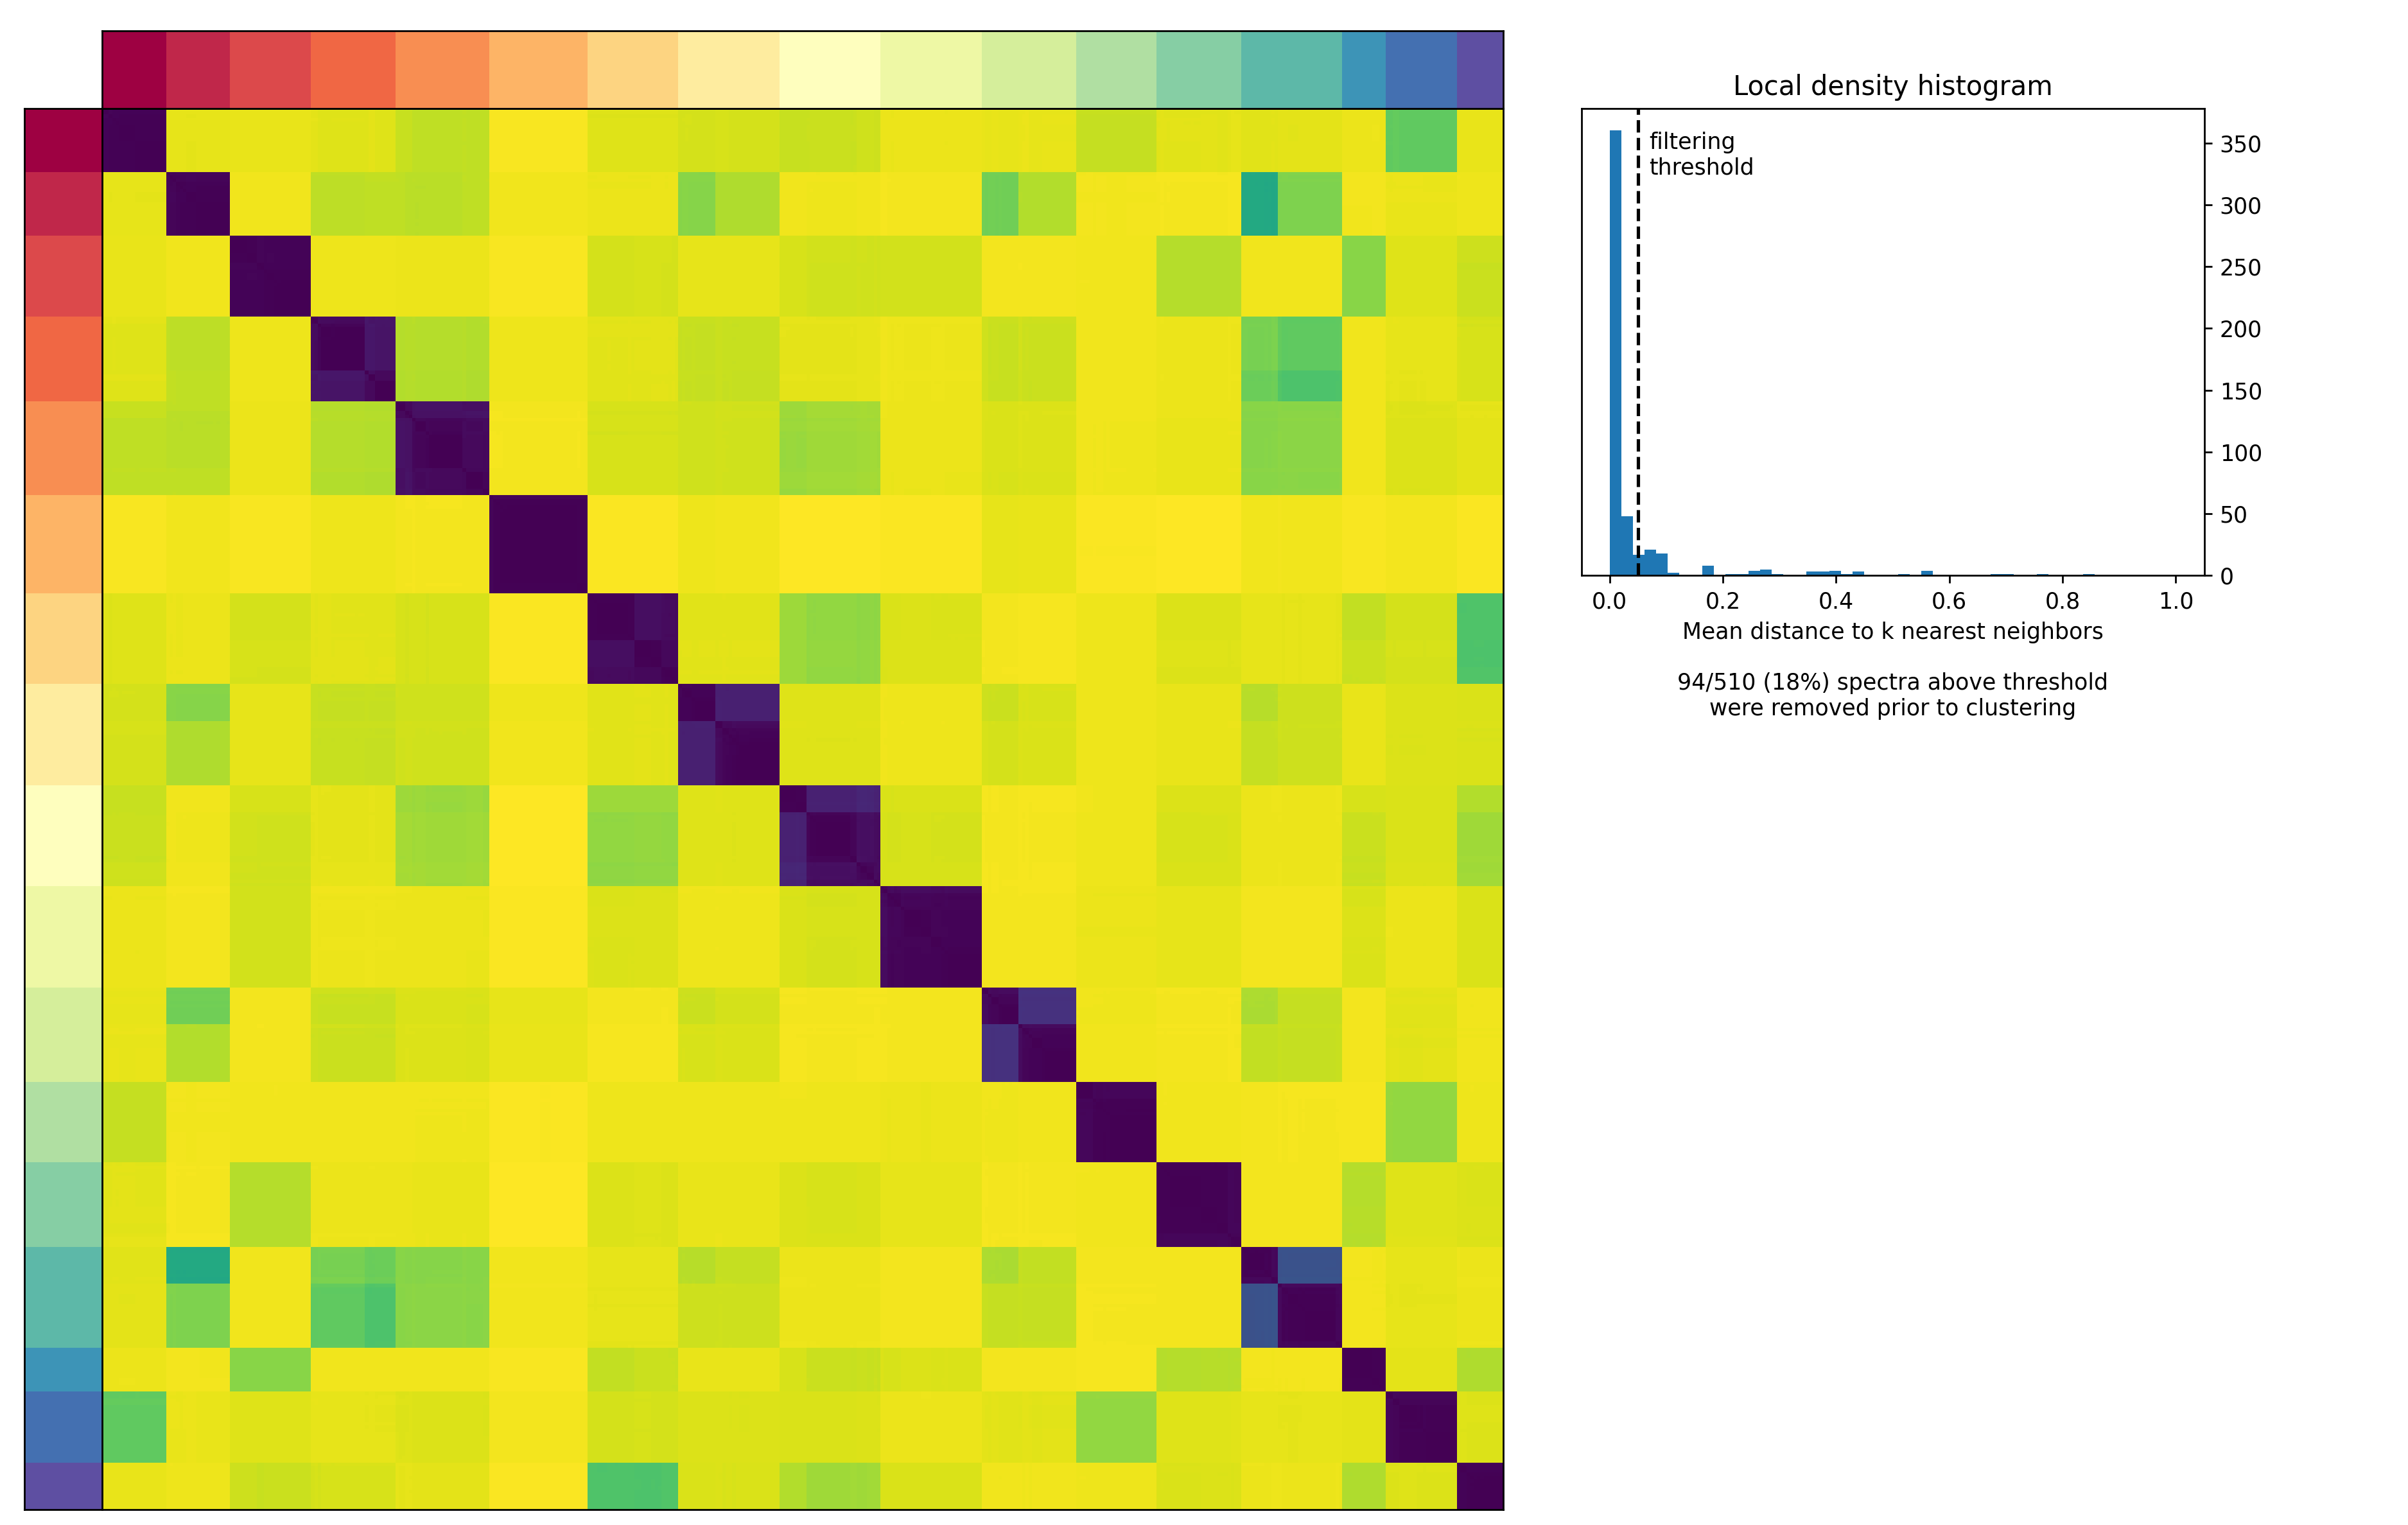 Local density histogram
filtering
threshold
350
300
250
200
150
100
50
0
0.0 0.2 0.4 0.6 0.8 1.0
Mean distance to k nearest neighbors
94/510 (18%) spectra above threshold
were removed prior to clustering